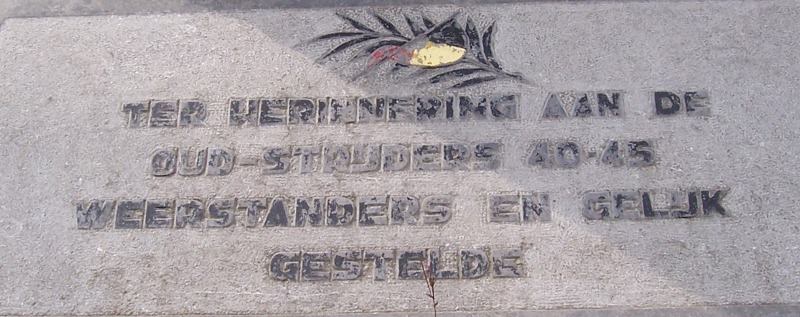 TER HERINNERING AAN DE
OUD-STRIJDERS 40-45
WEERSTANDERS EN GELIJK
GESTELDE